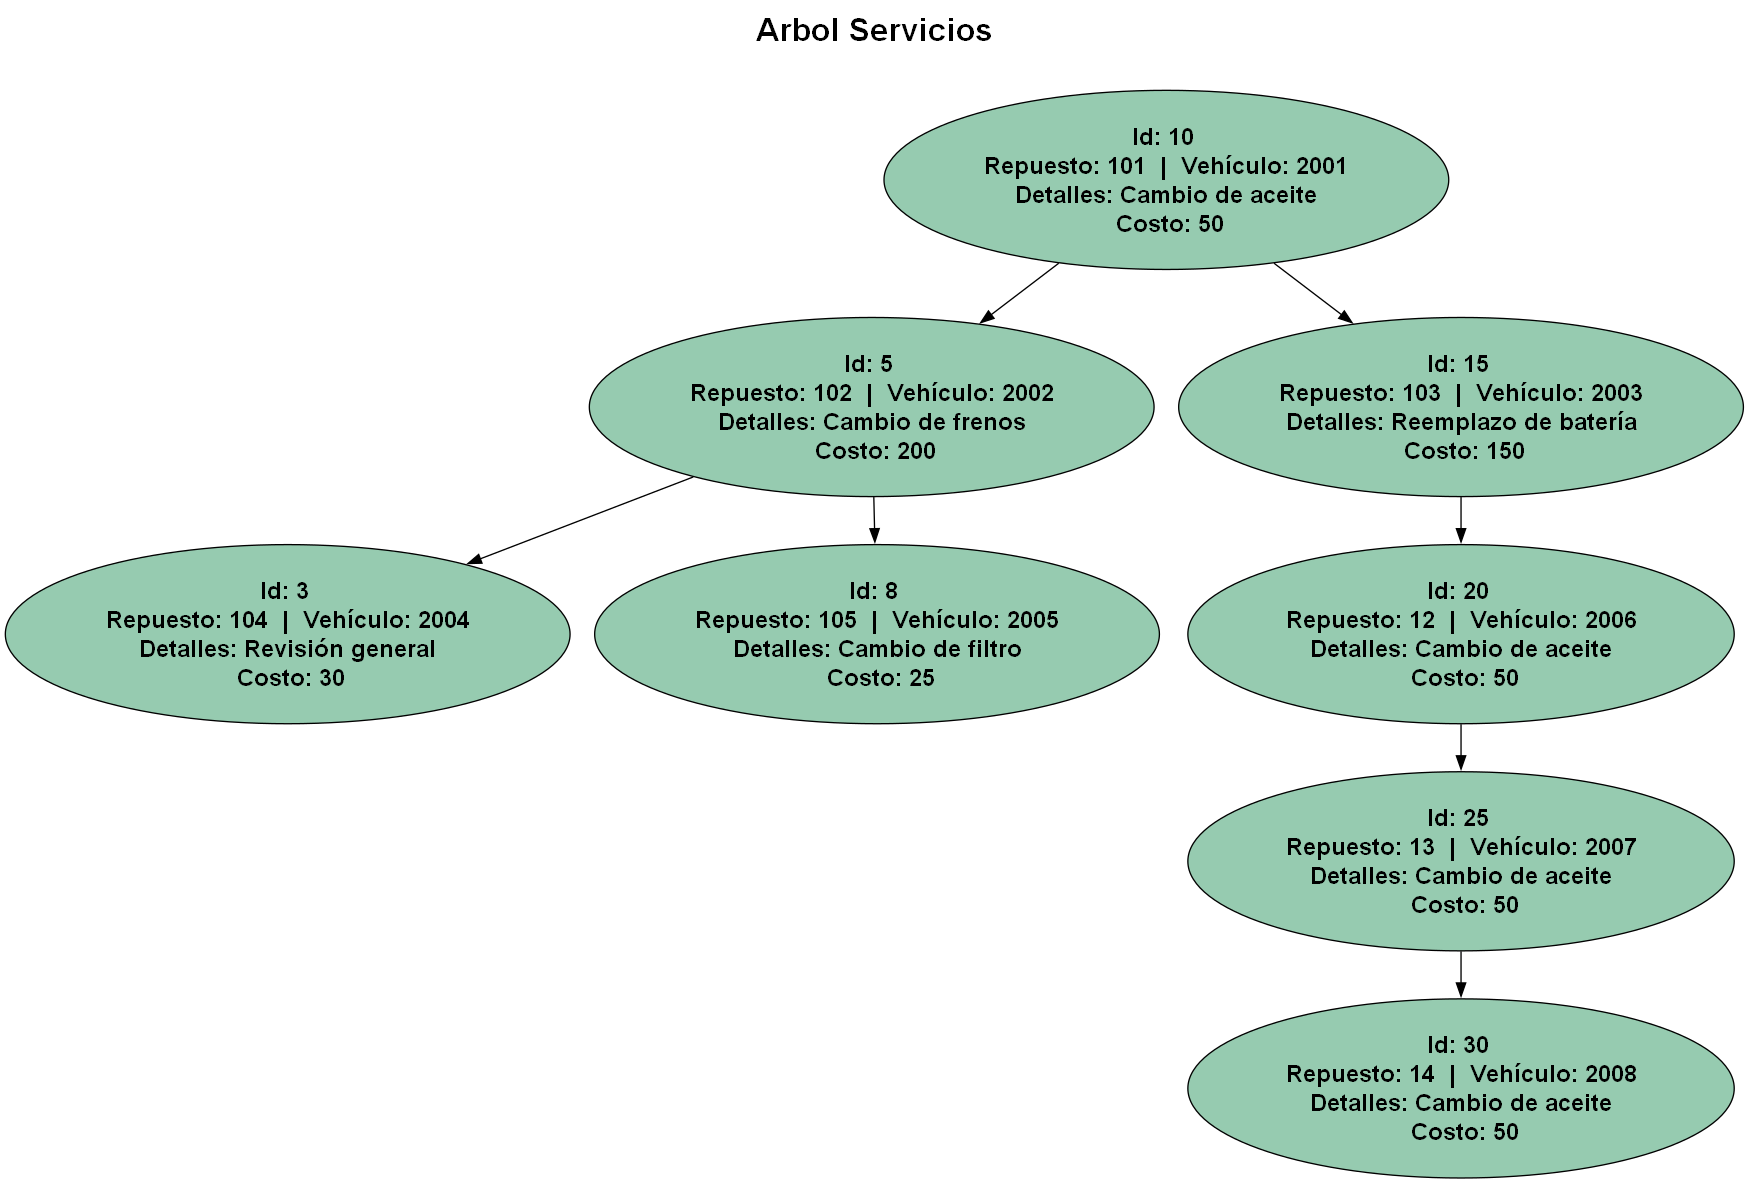 Arbol Servicios
Id: 10
Repuesto: 101 | Vehículo: 2001
Detalles: Cambio de aceite
Costo: 50
Id: 5
Repuesto: 102 | Vehículo: 2002
Detalles: Cambio de frenos
Costo: 200
Id: 15
Repuesto: 103 | Vehículo: 2003
Detalles: Reemplazo de batería
Costo: 150
Id: 3
Repuesto: 104 | Vehículo: 2004
Detalles: Revisión general
Costo: 30
Id: 8
Repuesto: 105 | Vehículo: 2005
Detalles: Cambio de filtro
Costo: 25
Id: 20
Repuesto: 12 | Vehículo: 2006
Detalles: Cambio de aceite
Costo: 50
Id: 25
Repuesto: 13 | Vehículo: 2007
Detalles: Cambio de aceite
Costo: 50
Id: 30
Repuesto: 14 | Vehículo: 2008
Detalles: Cambio de aceite
Costo: 50